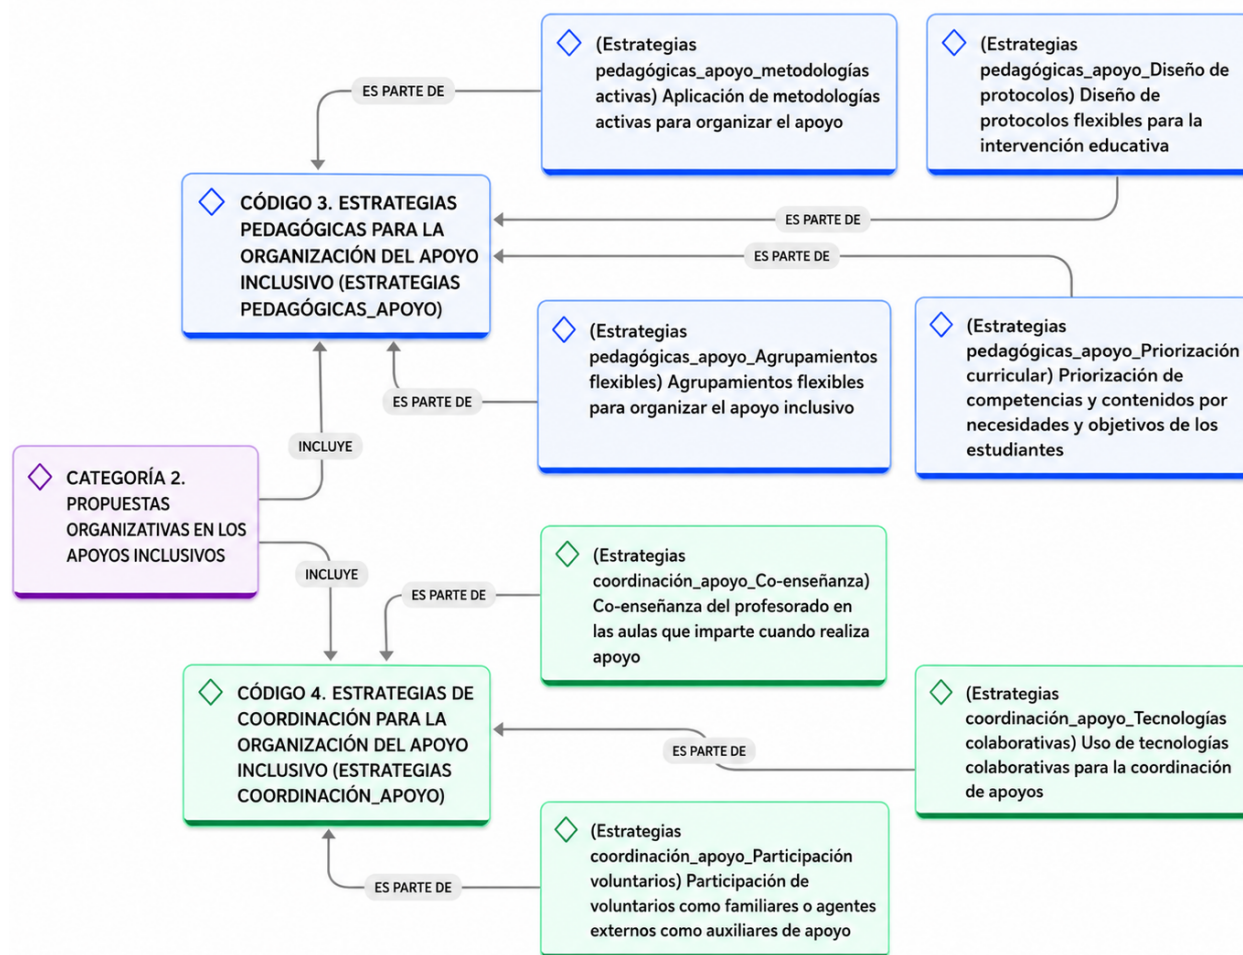 (Estrategias
pedagógicas_apoyo_metodologías
activas) Aplicación de metodologías
activas para organizar el apoyo
(Estrategias
pedagógicas_apoyo_Diseño de
protocolos) Diseño de
protocolos flexibles para la
intervención educativa
ES PARTE DE
CÓDIGO 3. ESTRATEGIAS
PEDAGÓGICAS PARA LA
ORGANIZACIÓN DEL APOYO
INCLUSIVO (ESTRATEGIAS
PEDAGÓGICAS_APOYO)
ES PARTE DE
ES PARTE DE
(Estrategias
pedagógicas_apoyo_Agrupamientos
flexibles) Agrupamientos flexibles
para organizar el apoyo inclusivo
(Estrategias
pedagógicas_apoyo_Priorización
curricular) Priorización de
competencias y contenidos por
necesidades y objetivos de los
estudiantes
ES PARTE DE
INCLUYE
CATEGORÍA 2.
PROPUESTAS
ORGANIZATIVAS EN LOS
APOYOS INCLUSIVOS
INCLUYE
ES PARTE DE
(Estrategias
coordinación_apoyo_Co-enseñanza)
Co-enseñanza del profesorado en
las aulas que imparte cuando realiza
apoyo
CÓDIGO 4. ESTRATEGIAS DE
COORDINACIÓN PARA LA
ORGANIZACIÓN DEL APOYO
INCLUSIVO (ESTRATEGIAS
COORDINACIÓN_APOYO)
ES PARTE DE
(Estrategias
coordinación_apoyo_Tecnologías
colaborativas) Uso de tecnologías
colaborativas para la coordinación
de apoyos
ES PARTE DE
(Estrategias
coordinación_apoyo_Participación
voluntarios) Participación de
voluntarios como familiares o agentes
externos como auxiliares de apoyo